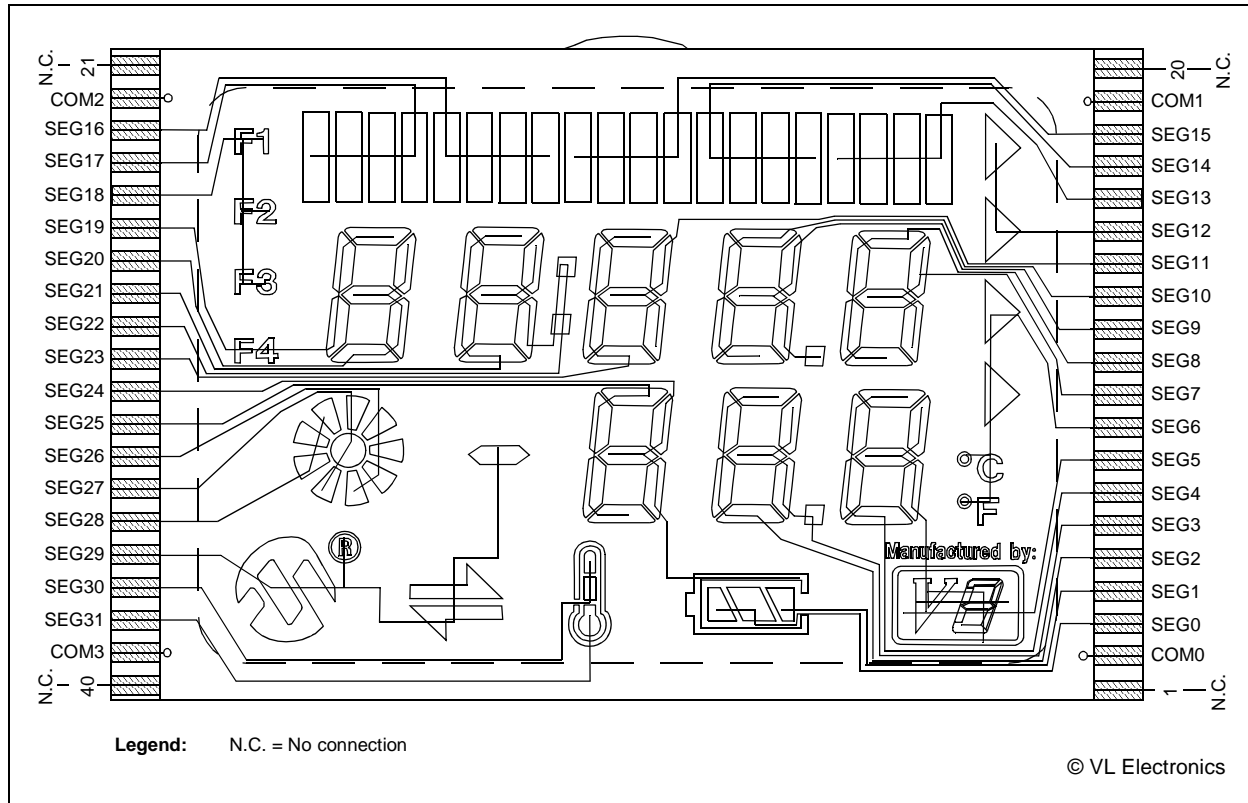 N.C.
21
COM2
SEG16
SEG17
SEG18
SEG19
SEG20
SEG21
SEG22
SEG23
SEG24
SEG25
SEG26
SEG27
SEG28
SEG29
SEG30
SEG31
COM3
N.C.
40
F1
F2
F3
F4
®
°C
°F
Manufactured by:
V
20
N.C.
COM1
SEG15
SEG14
SEG13
SEG12
SEG11
SEG10
SEG9
SEG8
SEG7
SEG6
SEG5
SEG4
SEG3
SEG2
SEG1
SEG0
COM0
1
N.C.
Legend: N.C. = No connection
© VL Electronics